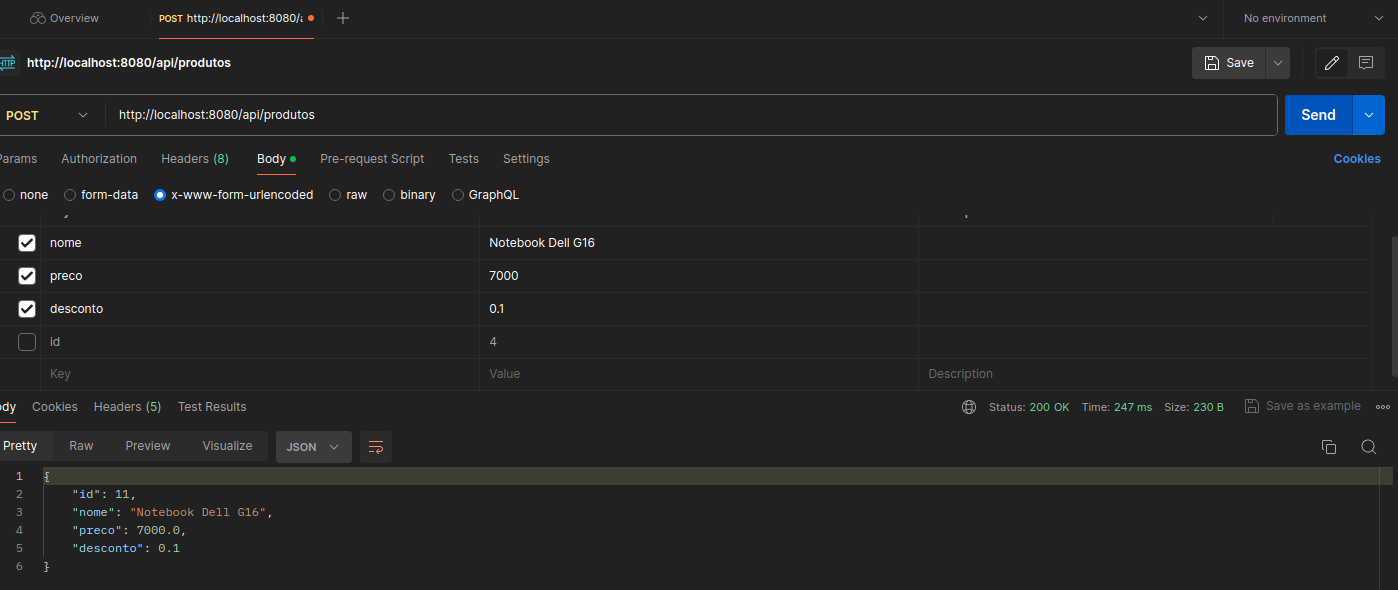 Overview
POST http://localhost:8080/a
No environment
HTTP
http://localhost:8080/api/produtos
Save
POST
http://localhost:8080/api/produtos
Send
Params
Authorization
Headers (8)
Body
Pre-request Script
Tests
Settings
Cookies
none
form-data
x-www-form-urlencoded
raw
binary
GraphQL
nome
Notebook Dell G16
preco
7000
desconto
0.1
id
4
Key
Value
Description
ody
Cookies
Headers (5)
Test Results
Status: 200 OK
Time: 247 ms
Size: 230 B
Save as example
Pretty
Raw
Preview
Visualize
JSON
1 {
2 "id": 11,
3 "nome": "Notebook Dell G16",
4 "preco": 7000.0,
5 "desconto": 0.1
6 }